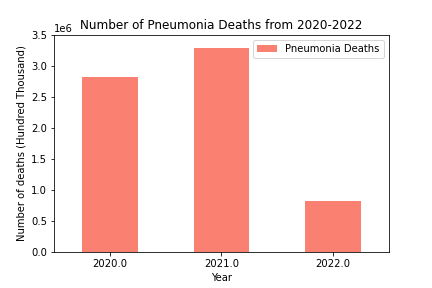 Number of Pneumonia Deaths from 2020-2022
1e6
3.5
3.0
2.5
2.0
1.5
1.0
0.5
0.0
Number of deaths (Hundred Thousand)
Pneumonia Deaths
2020.0
2021.0
2022.0
Year